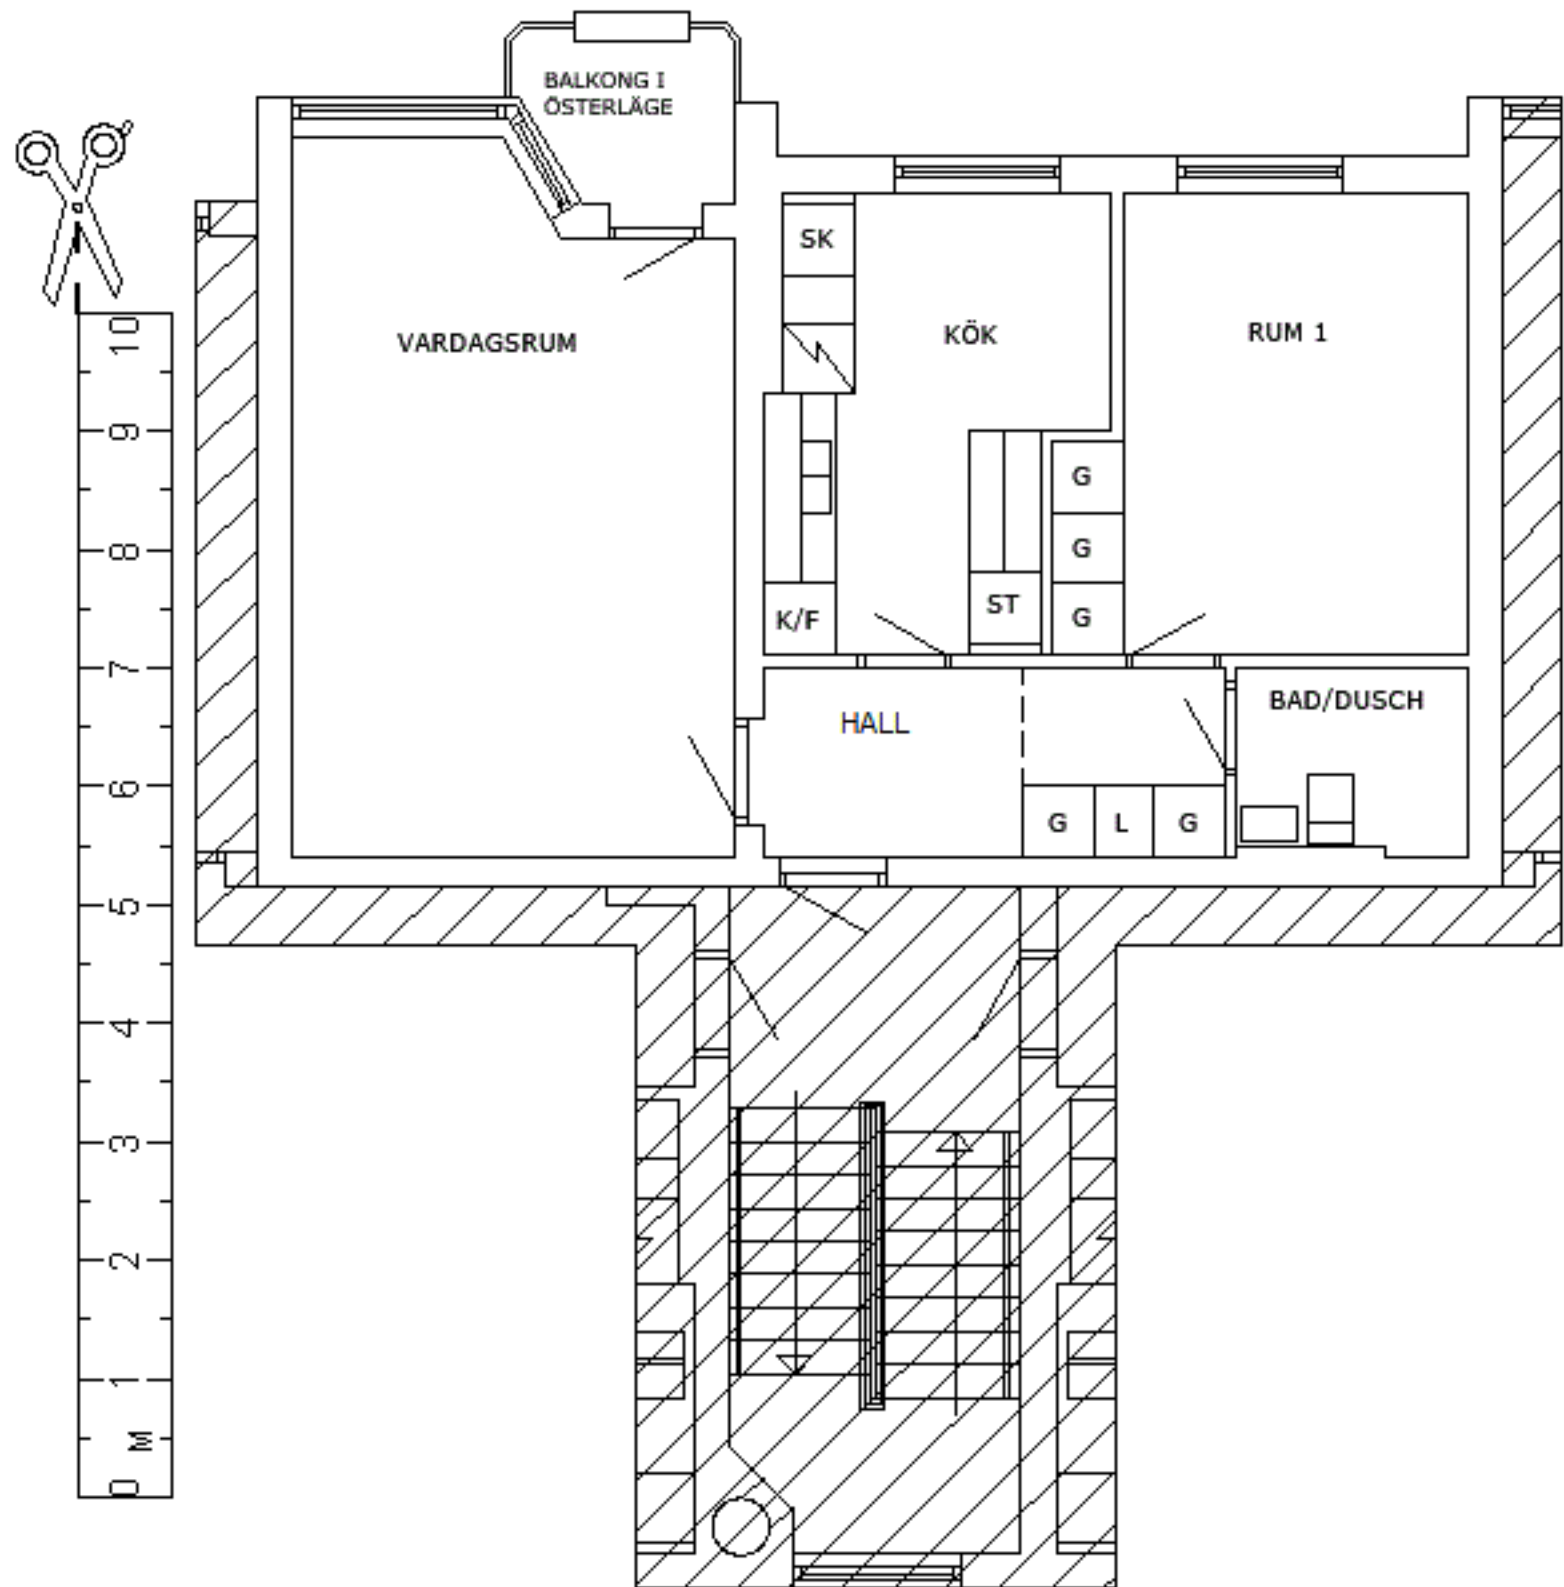 BALKONG I
ÖSTERLÄGE
SK
VARDAGSRUM
KÖK
RUM 1
G
G
ST
K/F
G
BAD/DUSCH
HALL
G L G
10
9
8
7
6
5
4
3
2
1
M
0